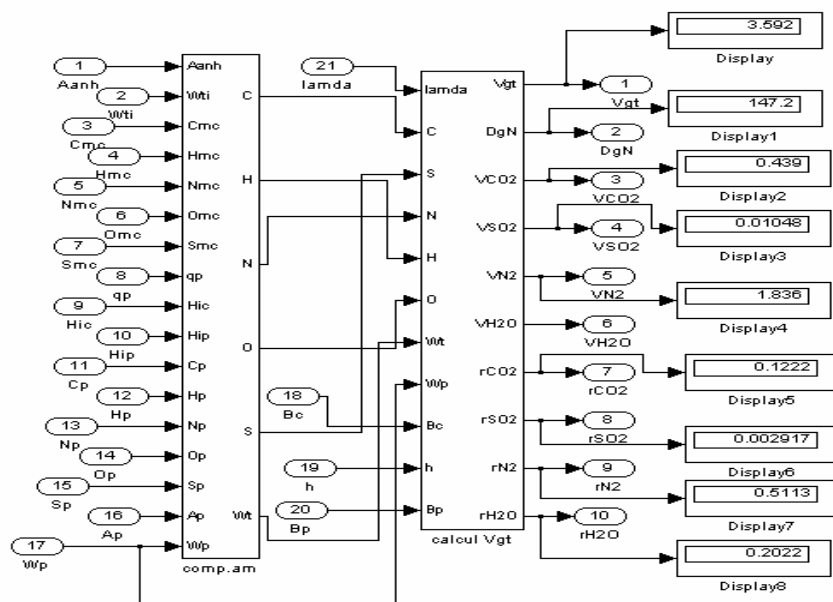 1
Aanh
2
Wti
3
Cmc
4
Hmc
5
Nmc
6
Omc
7
Smc
8
qp
9
Hic
10
Hip
11
Cp
12
Hp
13
Np
14
Op
15
Sp
16
Ap
17
Wp
Aanh
Wti
Cmc
Hmc
Nmc
Omc
Smc
qp
Hic
Hip
Cp
Hp
Np
Op
Sp
Ap
Wp
C
H
N
O
S
Wt
comp.am
21
lamda
18
Bc
19
h
20
Bp
lamda
C
S
N
H
O
Wt
Wp
Bc
h
Bp
Vgt
DgN
VCO2
VSO2
VN2
VH2O
rCO2
rSO2
rN2
rH2O
calcul Vgt
1
Vgt
2
DgN
3
VCO2
4
VSO2
5
VN2
6
VH2O
7
rCO2
8
rSO2
9
rN2
10
rH2O
3.592
Display
147.2
Display1
0.439
Display2
0.01048
Display3
1.836
Display4
0.1222
Display5
0.002917
Display6
0.5113
Display7
0.2022
Display8